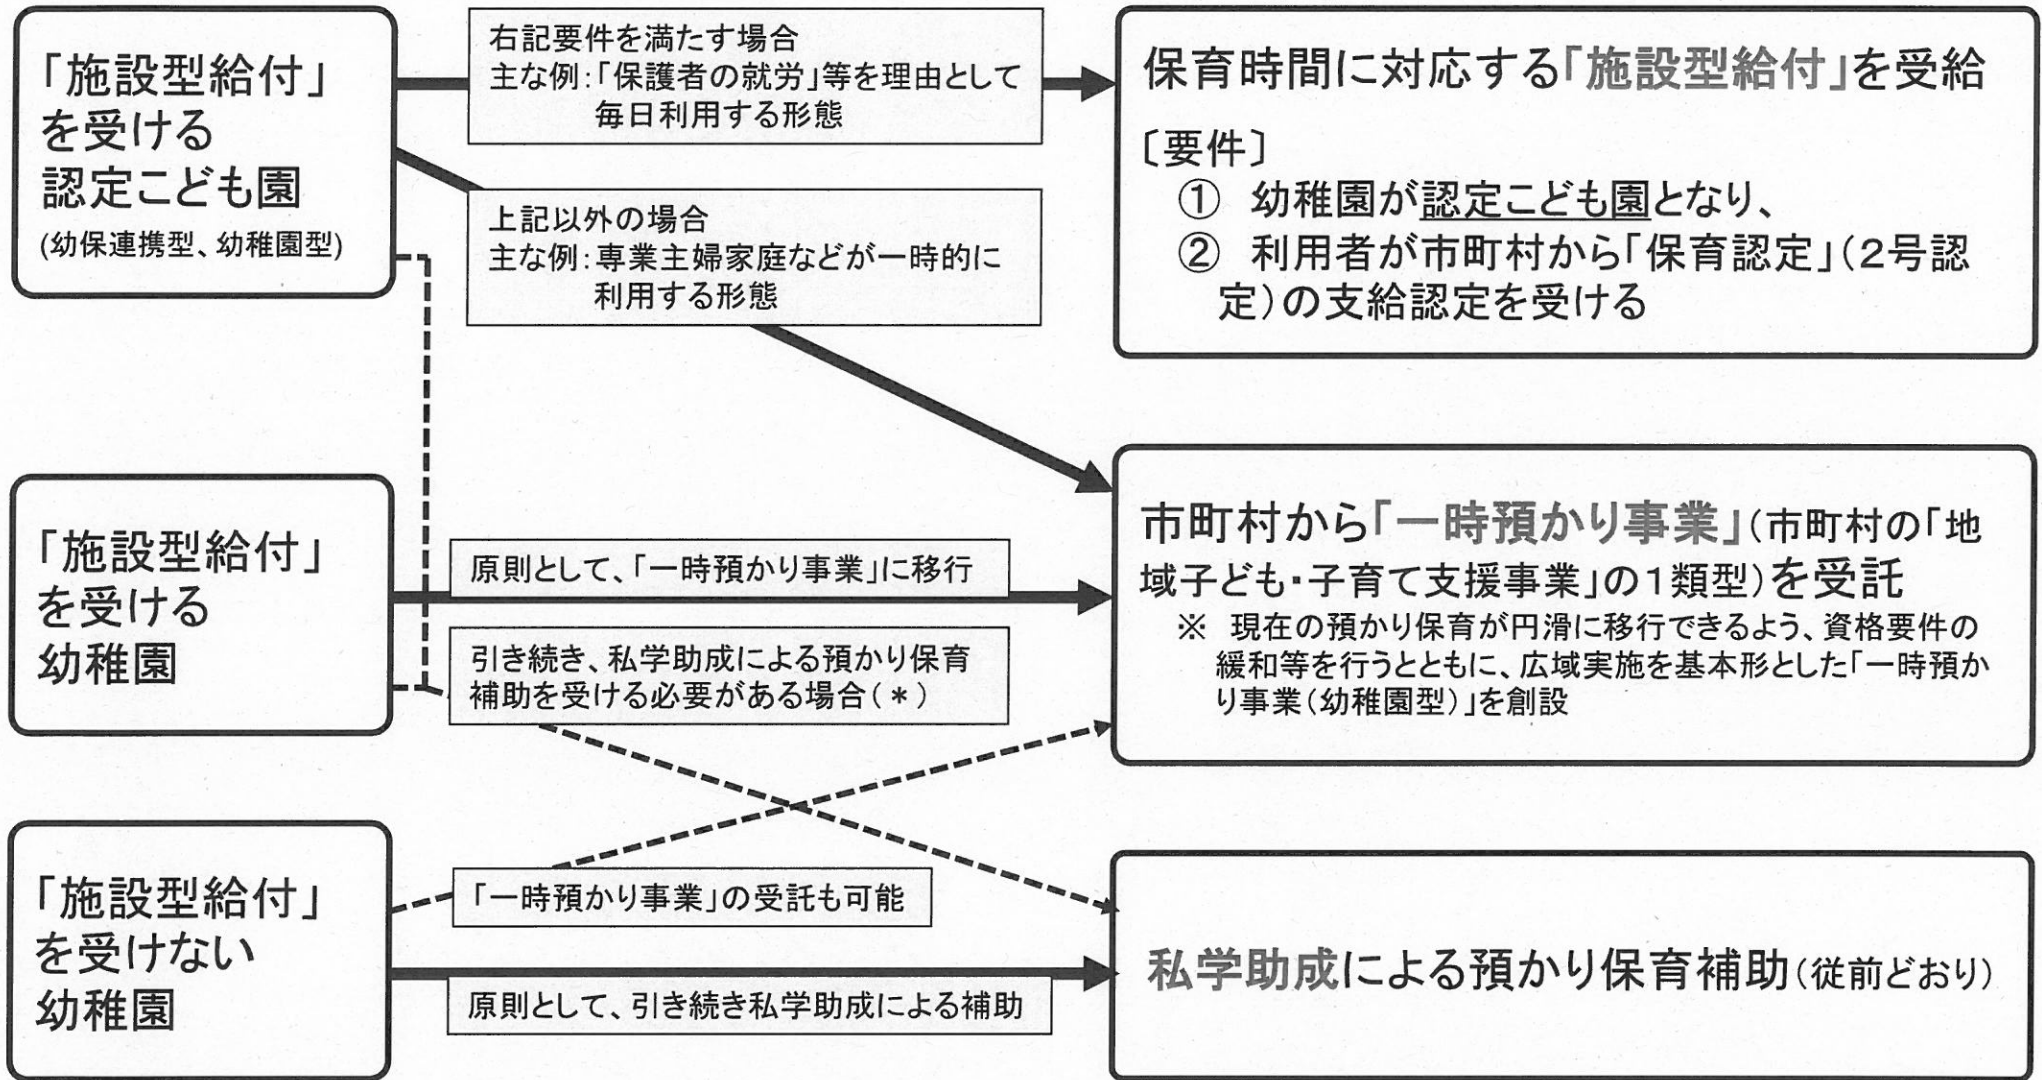 「施設型給付」
を受ける
認定こども園
(幼保連携型、幼稚園型)
右記要件を満たす場合
主な例:「保護者の就労」等を理由として
毎日利用する形態
保育時間に対応する「施設型給付」を受給
〔要件〕
① 幼稚園が認定こども園となり、
② 利用者が市町村から「保育認定」(2号認
定)の支給認定を受ける
上記以外の場合
主な例:専業主婦家庭などが一時的に
利用する形態
「施設型給付」
を受ける
幼稚園
原則として、「一時預かり事業」に移行
引き続き、私学助成による預かり保育
補助を受ける必要がある場合(*)
市町村から「一時預かり事業」(市町村の「地
域子ども・子育て支援事業」の1類型)を受託
※ 現在の預かり保育が円滑に移行できるよう、資格要件の
緩和等を行うとともに、広域実施を基本形とした「一時預か
り事業(幼稚園型)」を創設
「施設型給付」
を受けない
幼稚園
「一時預かり事業」の受託も可能
原則として、引き続き私学助成による補助
私学助成による預かり保育補助(従前どおり)